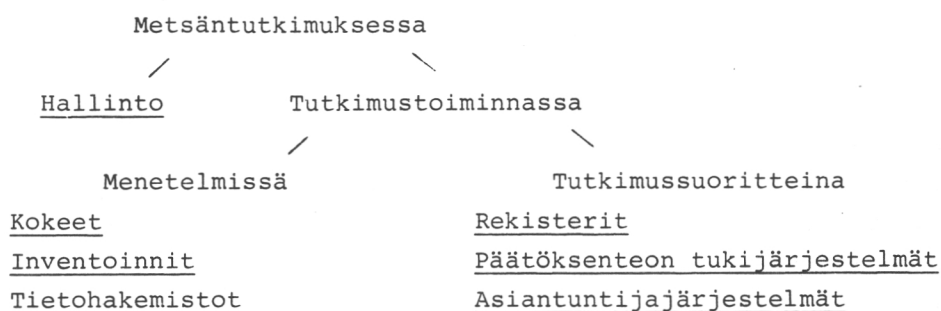 Metsäntutkimuksessa
Hallinto Tutkimustoiminnassa
Menetelmissä Tutkimussuoritteina
Kokeet Rekisterit
Inventoinnit Päätöksenteon tukijärjestelmät
Tietohakemistot Asiantuntijajärjestelmät